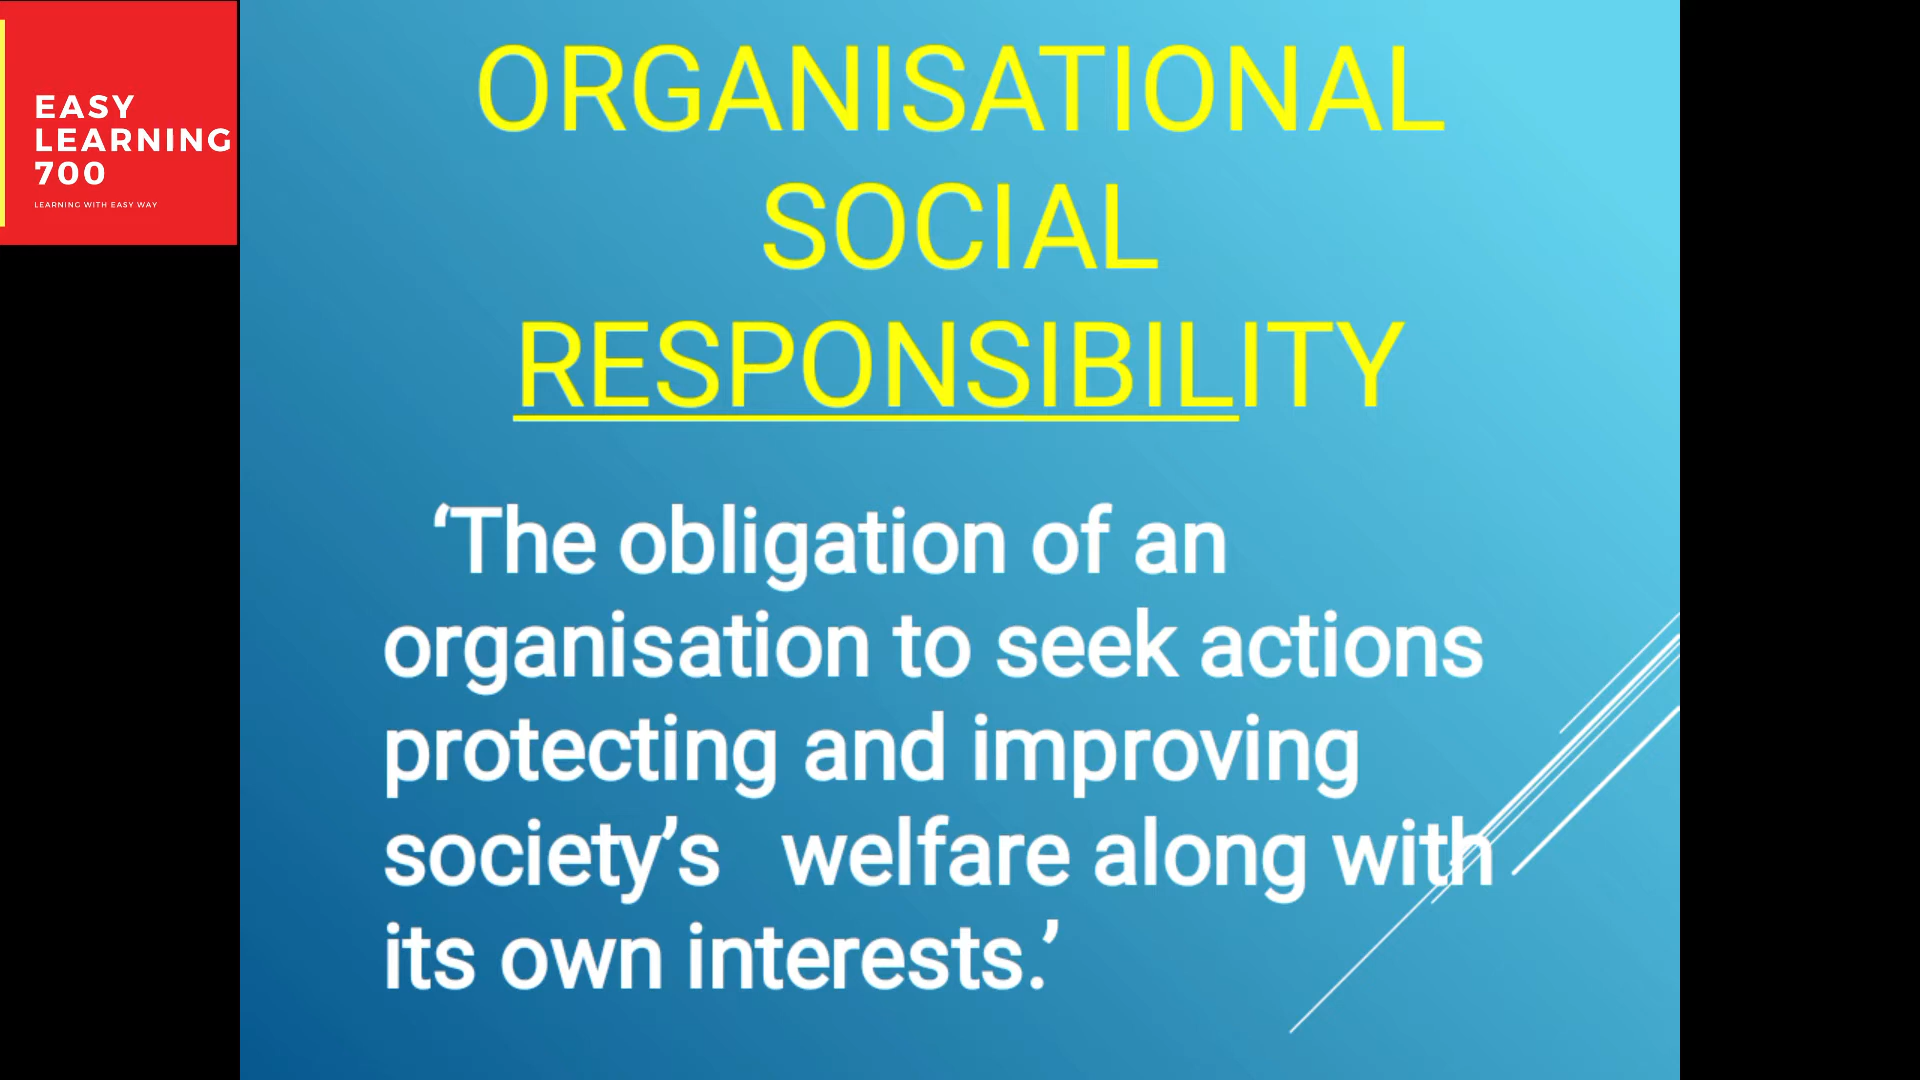 EASY
LEARNING
700
LEARNING WITH EASY WAY
ORGANISATIONAL
SOCIAL
RESPONSIBILITY
‘The obligation of an
organisation to seek actions
protecting and improving
society’s welfare along with
its own interests.’